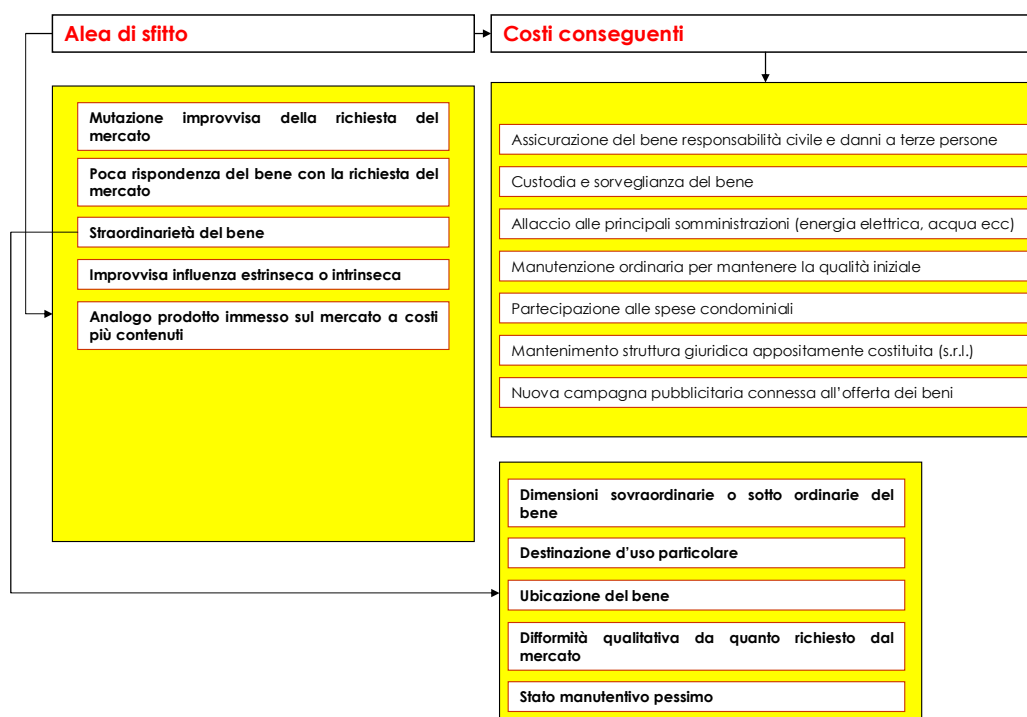 Alea di sfitto
Costi conseguenti
Mutazione improvvisa della richiesta del
mercato
Poca rispondenza del bene con la richiesta del
mercato
Straordinarietà del bene
Improvvisa influenza estrinseca o intrinseca
Analogo prodotto immesso sul mercato a costi
più contenuti
Assicurazione del bene responsabilità civile e danni a terze persone
Custodia e sorveglianza del bene
Allaccio alle principali somministrazioni (energia elettrica, acqua ecc)
Manutenzione ordinaria per mantenere la qualità iniziale
Partecipazione alle spese condominiali
Mantenimento struttura giuridica appositamente costituita (s.r.l.)
Nuova campagna pubblicitaria connessa all'offerta dei beni
Dimensioni sovraordinarie o sotto ordinarie del
bene
Destinazione d'uso particolare
Ubicazione del bene
Difformità qualitativa da quanto richiesto dal
mercato
Stato manutentivo pessimo